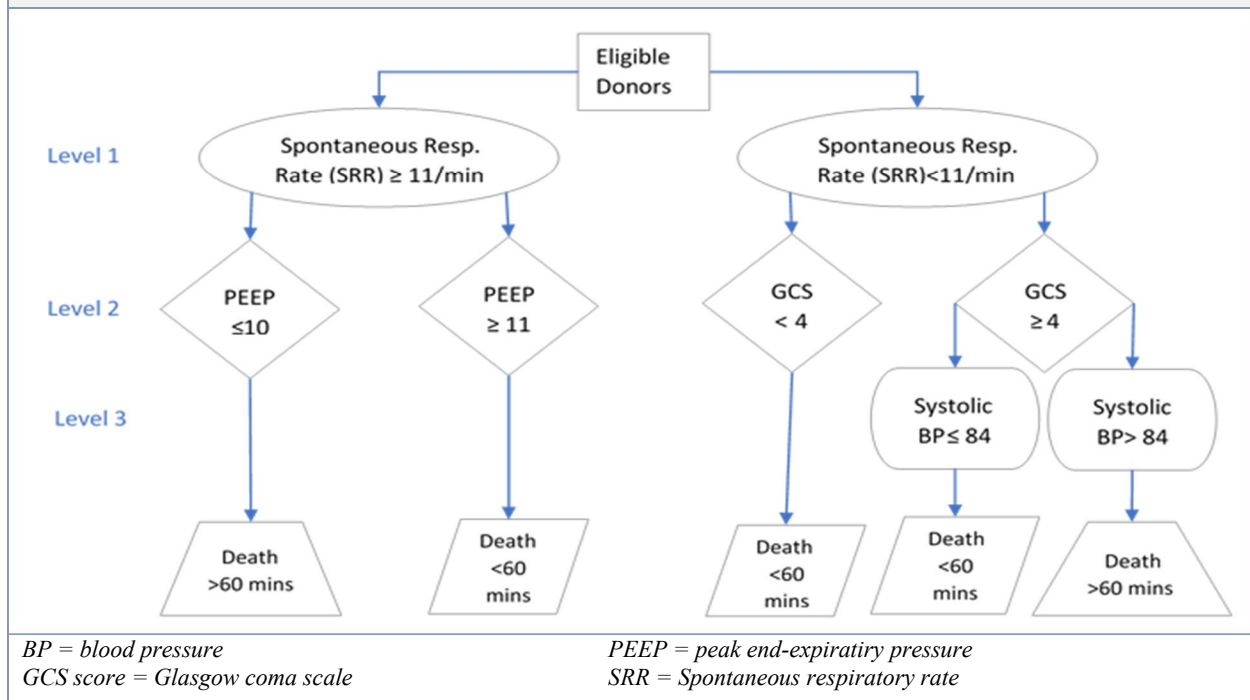 Eligible
Donors
Level 1
Spontaneous Resp.
Rate (SRR) ≥ 11/min
Spontaneous Resp.
Rate (SRR)<11/min
Level 2
PEEP
≤10
PEEP
≥ 11
GCS
< 4
GCS
≥ 4
Level 3
Systolic
BP≤ 84
Systolic
BP> 84
Death
>60 mins
Death
<60
mins
Death
<60
mins
Death
<60
mins
Death
>60 mins
BP = blood pressure
PEEP = peak end-expiratiry pressure
GCS score = Glasgow coma scale
SRR = Spontaneous respiratory rate